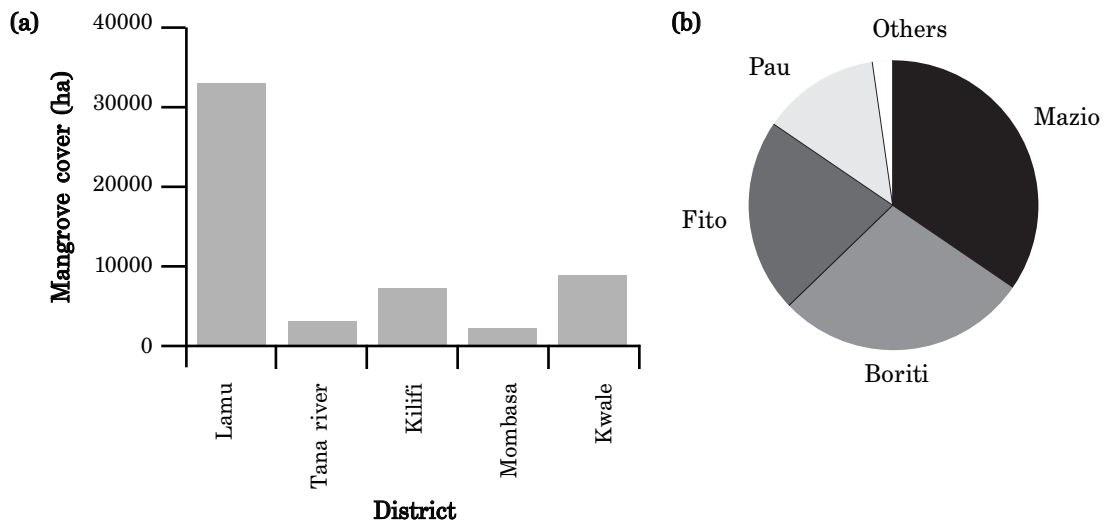 (a)
40000
30000
20000
10000
0
Mangrove cover (ha)
Lamu
Tana river
Kilifi
Mombasa
Kwale
District
(b)
Others
Pau
Mazio
Fito
Boriti